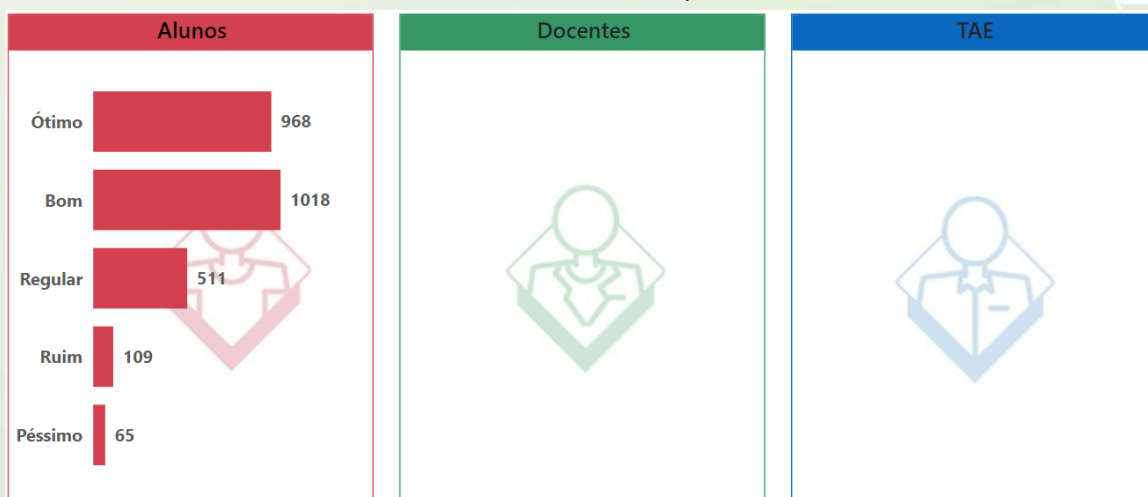 Alunos
Docentes
TAE
Ótimo 968
Bom 1018
Regular 511
Ruim 109
Péssimo 65